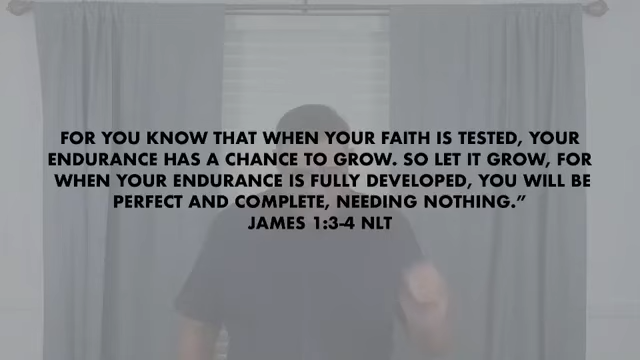 FOR YOU KNOW THAT WHEN YOUR FAITH IS TESTED, YOUR
ENDURANCE HAS A CHANCE TO GROW. SO LET IT GROW, FOR
WHEN YOUR ENDURANCE IS FULLY DEVELOPED, YOU WILL BE
PERFECT AND COMPLETE, NEEDING NOTHING.”
JAMES 1:3-4 NLT